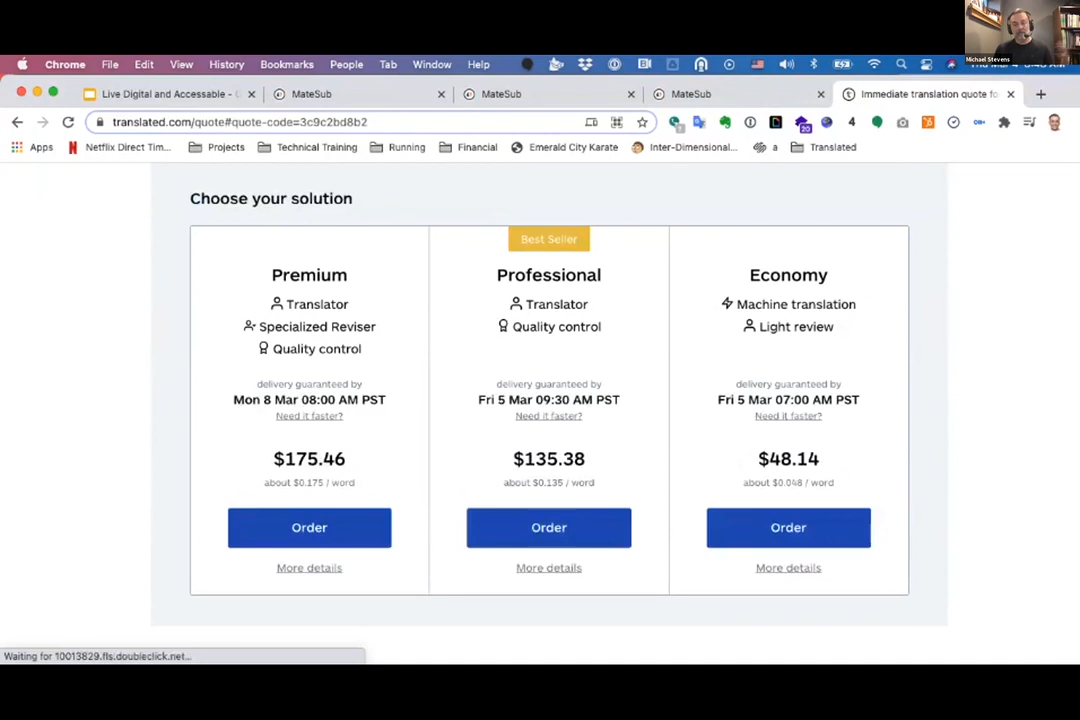 Michael Stevens
Chrome File Edit View History Bookmarks People Tab Window Help
Live Digital and Accessable - MateSub MateSub MateSub Immediate translation quote fo
translated.com/quote#quote-code=3c9c2bd8b2
20
4
Apps Netflix Direct Tim... Projects Technical Training Running Financial Emerald City Karate Inter-Dimensional... a Translated
Choose your solution
Best Seller
Premium
Translator
Specialized Reviser
Quality control
delivery guaranteed by
Mon 8 Mar 08:00 AM PST
Need it faster?
$175.46
about $0.175 / word
Order
More details
Professional
Translator
Quality control
delivery guaranteed by
Fri 5 Mar 09:30 AM PST
Need it faster?
$135.38
about $0.135 / word
Order
More details
Economy
Machine translation
Light review
delivery guaranteed by
Fri 5 Mar 07:00 AM PST
Need it faster?
$48.14
about $0.048 / word
Order
More details
Waiting for 10013829.fls.doubleclick.net...